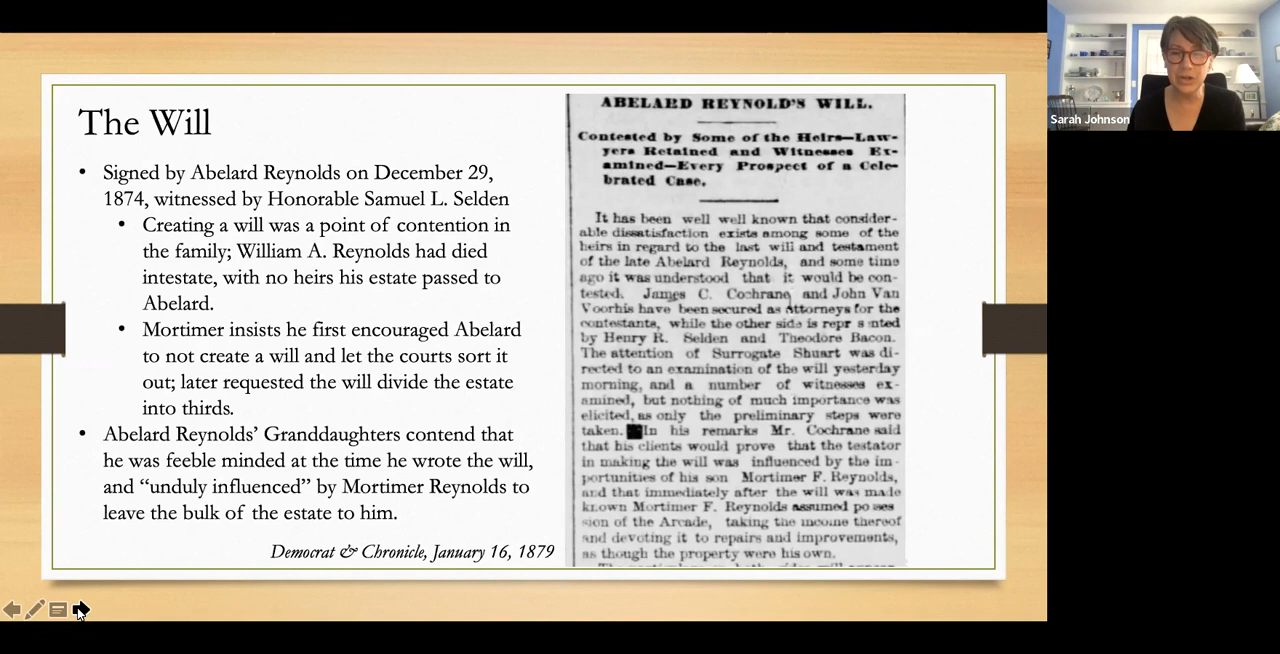 The Will
• Signed by Abelard Reynolds on December 29,
1874, witnessed by Honorable Samuel L. Selden
• Creating a will was a point of contention in
the family; William A. Reynolds had died
intestate, with no heirs his estate passed to
Abelard.
• Mortimer insists he first encouraged Abelard
to not create a will and let the courts sort it
out; later requested the will divide the estate
into thirds.
• Abelard Reynolds’ Granddaughters contend that
he was feeble minded at the time he wrote the will,
and “unduly influenced” by Mortimer Reynolds to
leave the bulk of the estate to him.
Democrat & Chronicle, January 16, 1879
ABELARD REYNOLD'S WILL.
Contested by Some of the Heirs—Law-
yers Retained and Witnesses Ex-
amined—Every Prospect of a Cele-
brated Case.
It has been well well known that consider-
able dissatisfaction exists among some of the
heirs in regard to the last will and testament
of the late Abelard Reynolds, and some time
ago it was understood that it would be con-
tested. James C. Cochrane and John Van
Voorhis have been secured as Attorneys for the
contestants, while the other side is repr s nted
by Henry R. Selden and Theodore Bacon.
The attention of Surrogate Shuart was di-
rected to an examination of the will yesterday
morning, and a number of witnesses ex-
amined, but nothing of much importance was
elicited, as only the preliminary steps were
taken. In his remarks Mr. Cochrane said
that his clients would prove that the testator
in making the will was influenced by the im-
portunities of his son Mortimer F. Reynolds,
and that immediately after the will was made
known Mortimer F. Reynolds assumed po ses
sion of the Arcade, taking the income thereof
and devoting it to repairs and improvements,
as though the property were his own.
Sarah Johnson